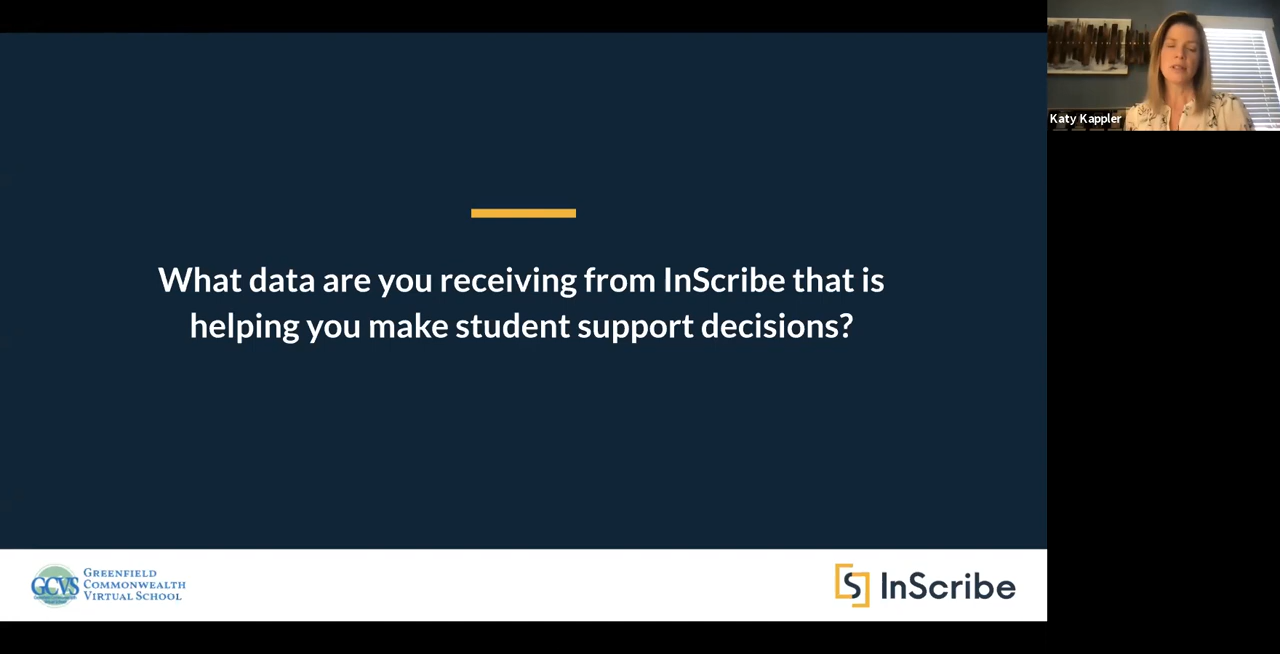 Katy Kappler
What data are you receiving from InScribe that is
helping you make student support decisions?
GCVS
GREENFIELD
COMMONWEALTH
VIRTUAL SCHOOL
InScribe